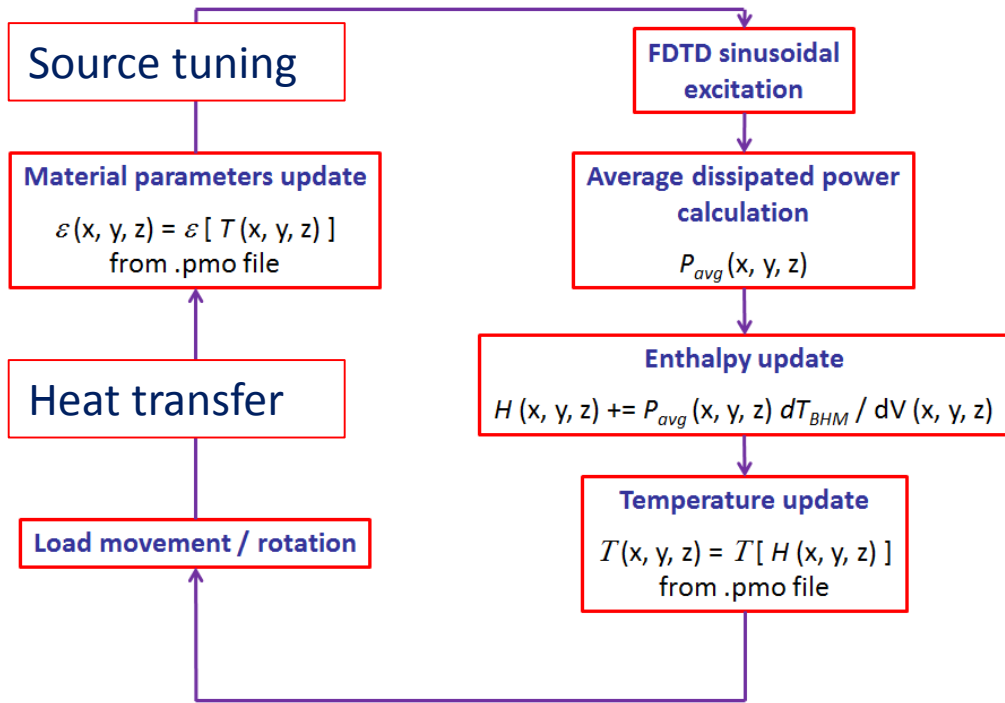 Source tuning
FDTD sinusoidal
excitation
Material parameters update
ε (x, y, z) = ε [ T (x, y, z) ]
from .pmo file
Average dissipated power
calculation
P_avg (x, y, z)
Heat transfer
Enthalpy update
H (x, y, z) += P_avg (x, y, z) dT_BHM / dV (x, y, z)
Load movement / rotation
Temperature update
T (x, y, z) = T [ H (x, y, z) ]
from .pmo file